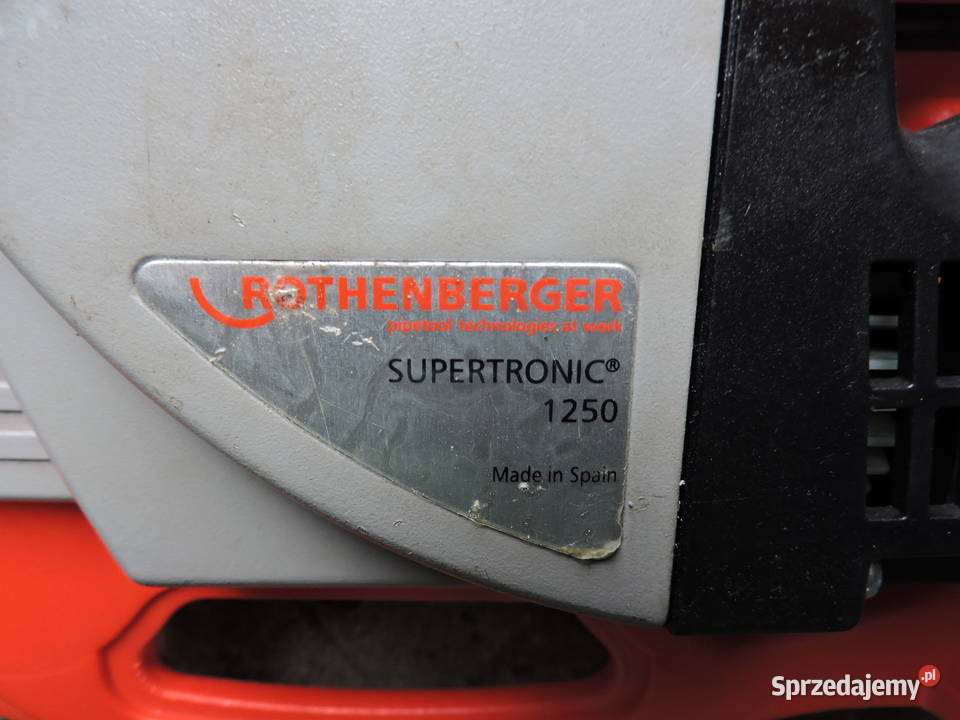 ROTHENBERGER
pipetool technologies at work
SUPERTRONIC®
1250
Made in Spain
Sprzedajemy.pl